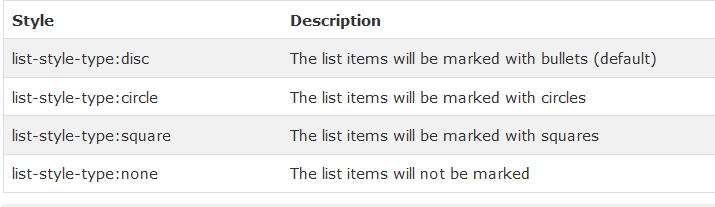 Style Description
list-style-type:disc The list items will be marked with bullets (default)
list-style-type:circle The list items will be marked with circles
list-style-type:square The list items will be marked with squares
list-style-type:none The list items will not be marked